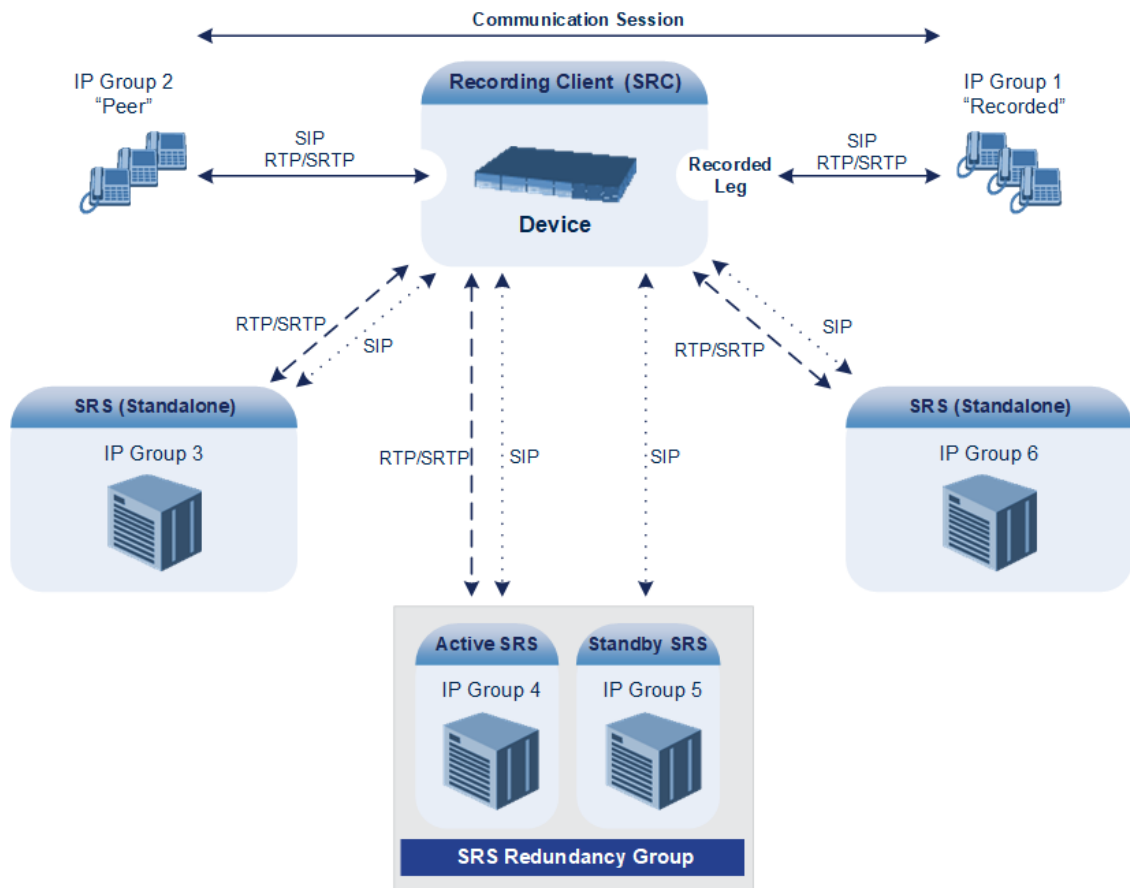 Communication Session
IP Group 2
“Peer”
Recording Client (SRC)
IP Group 1
“Recorded”
SIP
RTP/SRTP
Recorded
Leg
SIP
RTP/SRTP
Device
RTP/SRTP
SIP
SIP
RTP/SRTP
SRS (Standalone)
IP Group 3
RTP/SRTP
SIP
SIP
SRS (Standalone)
IP Group 6
Active SRS
IP Group 4
Standby SRS
IP Group 5
SRS Redundancy Group